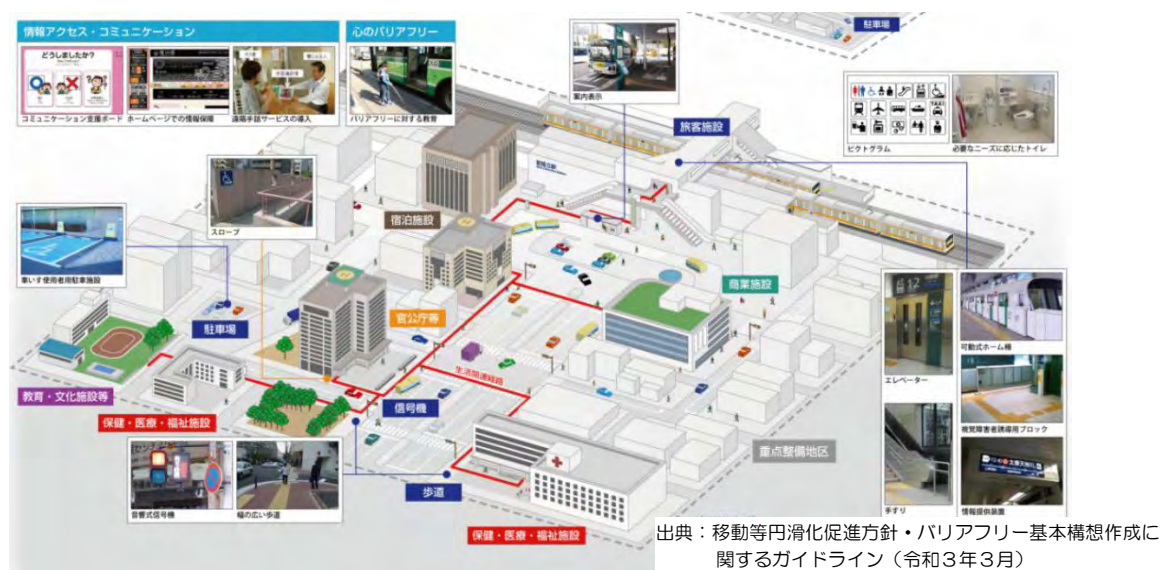 情報アクセス・コミュニケーション
どうしましたか？
コミュニケーション支援ボード
ホームページでの情報保障
遠隔手話サービスの導入
心のバリアフリー
バリアフリーに対する教育
案内表示
駐車場
旅客施設
ピクトグラム
必要なニーズに応じたトイレ
TAXI
スロープ
宿泊施設
車いす使用者用駐車施設
駐車場
官公庁等
商業施設
生活関連経路
教育・文化施設等
保健・医療・福祉施設
信号機
歩道
重点整備地区
音響式信号機
幅の広い歩道
保健・医療・福祉施設
エレベーター
可動式ホーム柵
視覚障害者誘導用ブロック
手すり
情報提供装置
出典：移動等円滑化促進方針・バリアフリー基本構想作成に
関するガイドライン（令和３年３月）